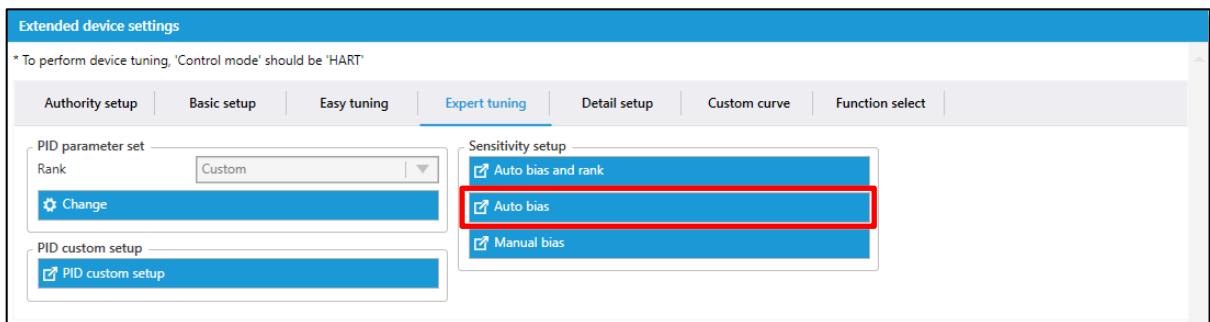 Extended device settings
* To perform device tuning, 'Control mode' should be 'HART'
Authority setup Basic setup Easy tuning Expert tuning Detail setup Custom curve Function select
PID parameter set
Rank Custom
Change
PID custom setup
PID custom setup
Sensitivity setup
Auto bias and rank
Auto bias
Manual bias